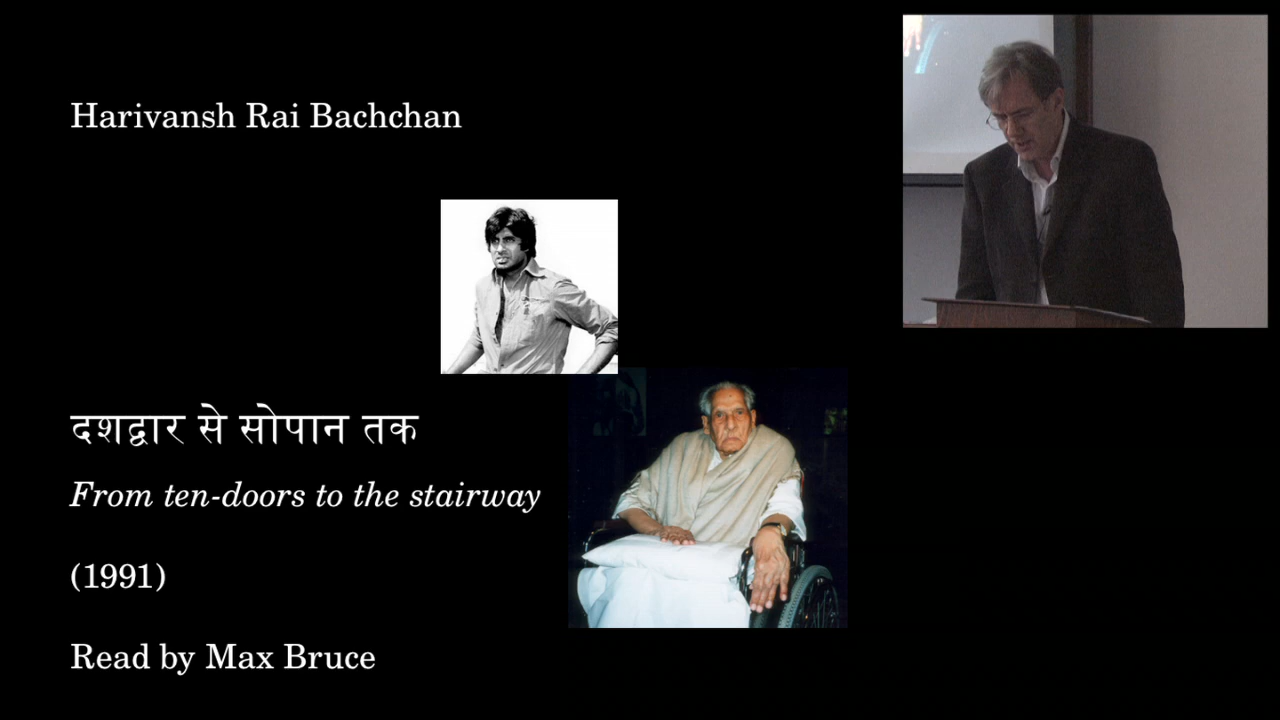 Harivansh Rai Bachchan
दशद्वार से सोपान तक
From ten-doors to the stairway
(1991)
Read by Max Bruce